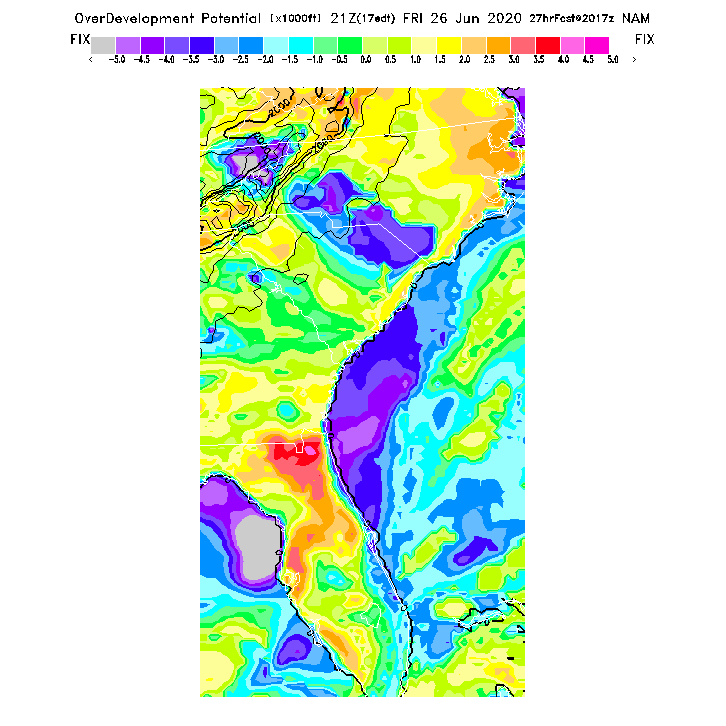 OverDevelopment Potential [x1000ft] 21Z(17edt) FRI 26 Jun 2020 27hrFcst@2017z NAM
FIX FIX
< -5.0 -4.5 -4.0 -3.5 -3.0 -2.5 -2.0 -1.5 -1.0 -0.5 0.0 0.5 1.0 1.5 2.0 2.5 3.0 3.5 4.0 4.5 5.0 >
2000
2000